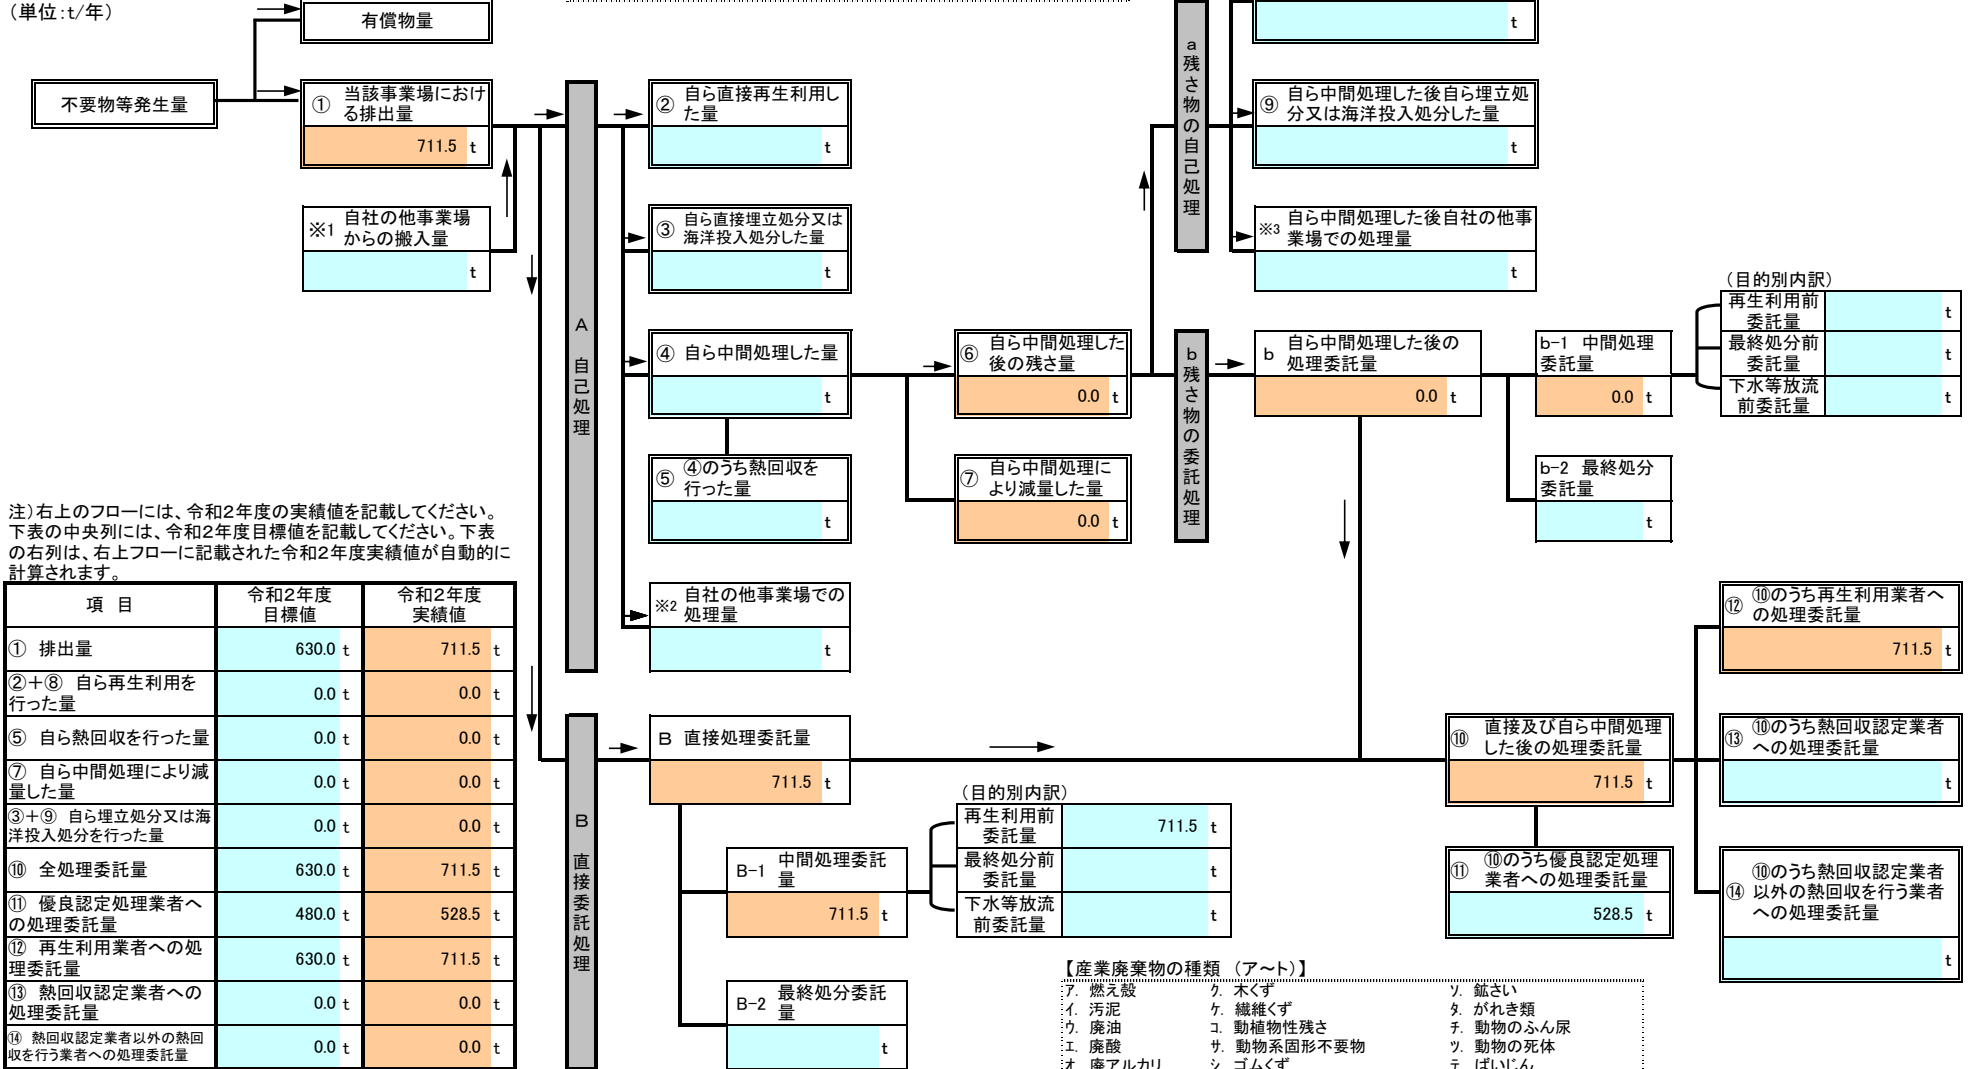 (単位:t/年)
有償物量
不要物等発生量
① 当該事業場におけ
る排出量
711.5 t
※1 自社の他事業場
からの搬入量
t
A 自己処理
② 自ら直接再生利用し
た量
t
③ 自ら直接埋立処分又は
海洋投入処分した量
t
④ 自ら中間処理した量
t
⑤ ④のうち熱回収を
行った量
t
※2 自社の他事業場での
処理量
t
⑥ 自ら中間処理した
後の残さ量
0.0 t
⑦ 自ら中間処理に
より減量した量
0.0 t
a残さ物の自己処理
t
⑨ 自ら中間処理した後自ら埋立処
分又は海洋投入処分した量
t
※3 自ら中間処理した後自社の他事
業場での処理量
t
b残さ物の委託処理
b 自ら中間処理した後の
処理委託量
0.0 t
b-1 中間処理
委託量
0.0 t
b-2 最終処分
委託量
t
(目的別内訳)
再生利用前
委託量
t
最終処分前
委託量
t
下水等放流
前委託量
t
注)右上のフローには、令和2年度の実績値を記載してください。
下表の中央列には、令和2年度目標値を記載してください。下表
の右列は、右上フローに記載された令和2年度実績値が自動的に
計算されます。
項 目 令和2年度 令和2年度
目標値 実績値
① 排出量 630.0 t 711.5 t
②+⑧ 自ら再生利用を
行った量 0.0 t 0.0 t
⑤ 自ら熱回収を行った量 0.0 t 0.0 t
⑦ 自ら中間処理により減
量した量 0.0 t 0.0 t
③+⑨ 自ら埋立処分又は海
洋投入処分を行った量 0.0 t 0.0 t
⑩ 全処理委託量 630.0 t 711.5 t
⑪ 優良認定処理業者へ
の処理委託量 480.0 t 528.5 t
⑫ 再生利用業者への処
理委託量 630.0 t 711.5 t
⑬ 熱回収認定業者への
処理委託量 0.0 t 0.0 t
⑭ 熱回収認定業者以外の熱回
収を行う業者への処理委託量 0.0 t 0.0 t
B 直接委託処理
B 直接処理委託量
711.5 t
B-1 中間処理委託
量
711.5 t
B-2 最終処分委託
量
t
(目的別内訳)
再生利用前
委託量
711.5 t
最終処分前
委託量
t
下水等放流
前委託量
t
⑩ 直接及び自ら中間処理
した後の処理委託量
711.5 t
⑪ ⑩のうち優良認定処理
業者への処理委託量
528.5 t
⑫ ⑩のうち再生利用業者へ
の処理委託量
711.5 t
⑬ ⑩のうち熱回収認定業者
への処理委託量
t
⑭ ⑩のうち熱回収認定業者
以外の熱回収を行う業者
への処理委託量
t
【産業廃棄物の種類 (ア~ト)】
ア. 燃え殻 ク. 木くず ソ. 鉱さい
イ. 汚泥 ケ. 繊維くず タ. がれき類
ウ. 廃油 コ. 動植物性残さ チ. 動物のふん尿
エ. 廃酸 サ. 動物系固形不要物 ツ. 動物の死体
オ. 廃アルカリ シ. ゴムくず テ. ばいじん